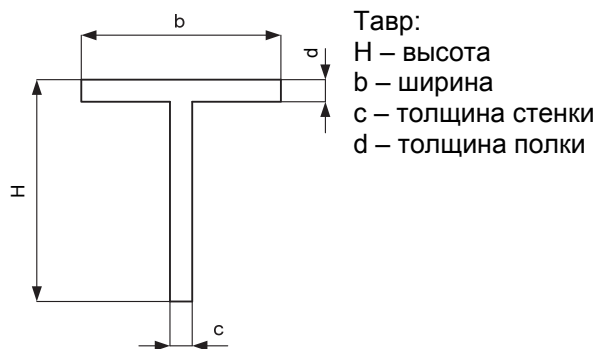 b
d
H
c
Тавр:
H – высота
b – ширина
c – толщина стенки
d – толщина полки